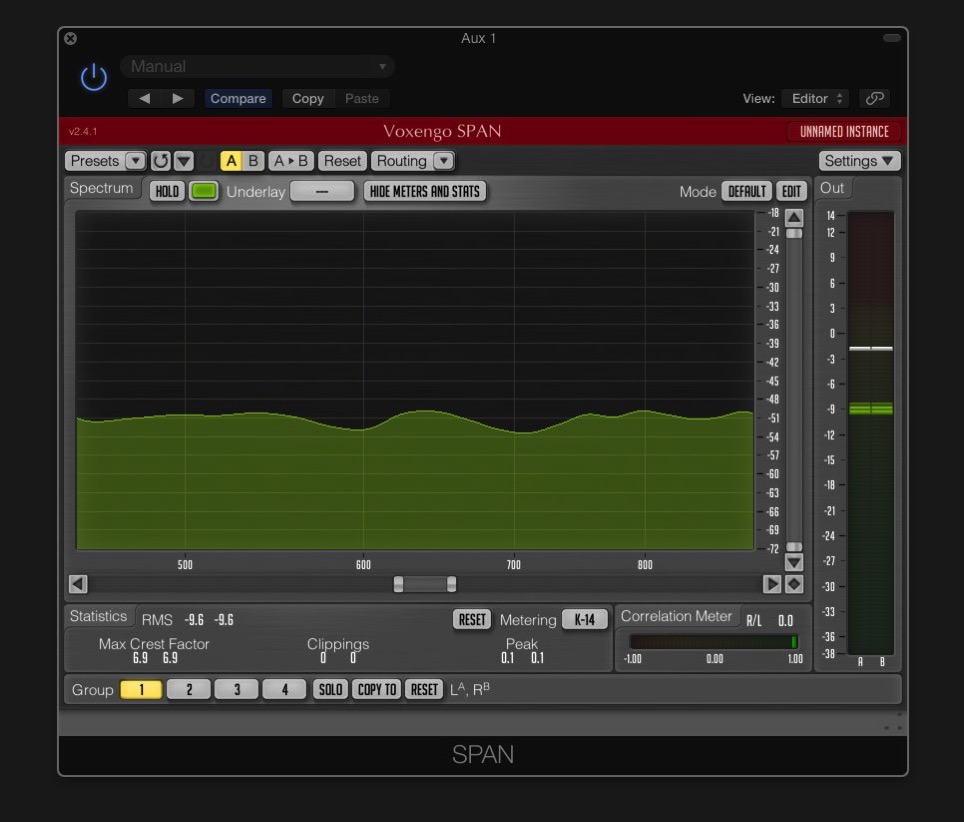 Aux 1
Manual
Compare Copy Paste View: Editor
v2.4.1 Voxengo SPAN UNNAMED INSTANCE
Presets A B A▸B Reset Routing Settings
Spectrum HOLD Underlay --- HIDE METERS AND STATS Mode DEFAULT EDIT Out
-18
-21
-24
-27
-30
-33
-36
-39
-42
-45
-48
-51
-54
-57
-60
-63
-66
-69
-72
500 600 700 800
14
12
9
6
3
0
-3
-6
-9
-12
-15
-18
-21
-24
-27
-30
-33
-36
-38
A B
Statistics RMS -9.6 -9.6 RESET Metering K-14
Max Crest Factor Clippings Peak
6.9 6.9 0 0 0.1 0.1
Correlation Meter R/L 0.0
-1.00 0.00 1.00
Group 1 2 3 4 SOLO COPY TO RESET Lᴬ, Rᴮ
SPAN